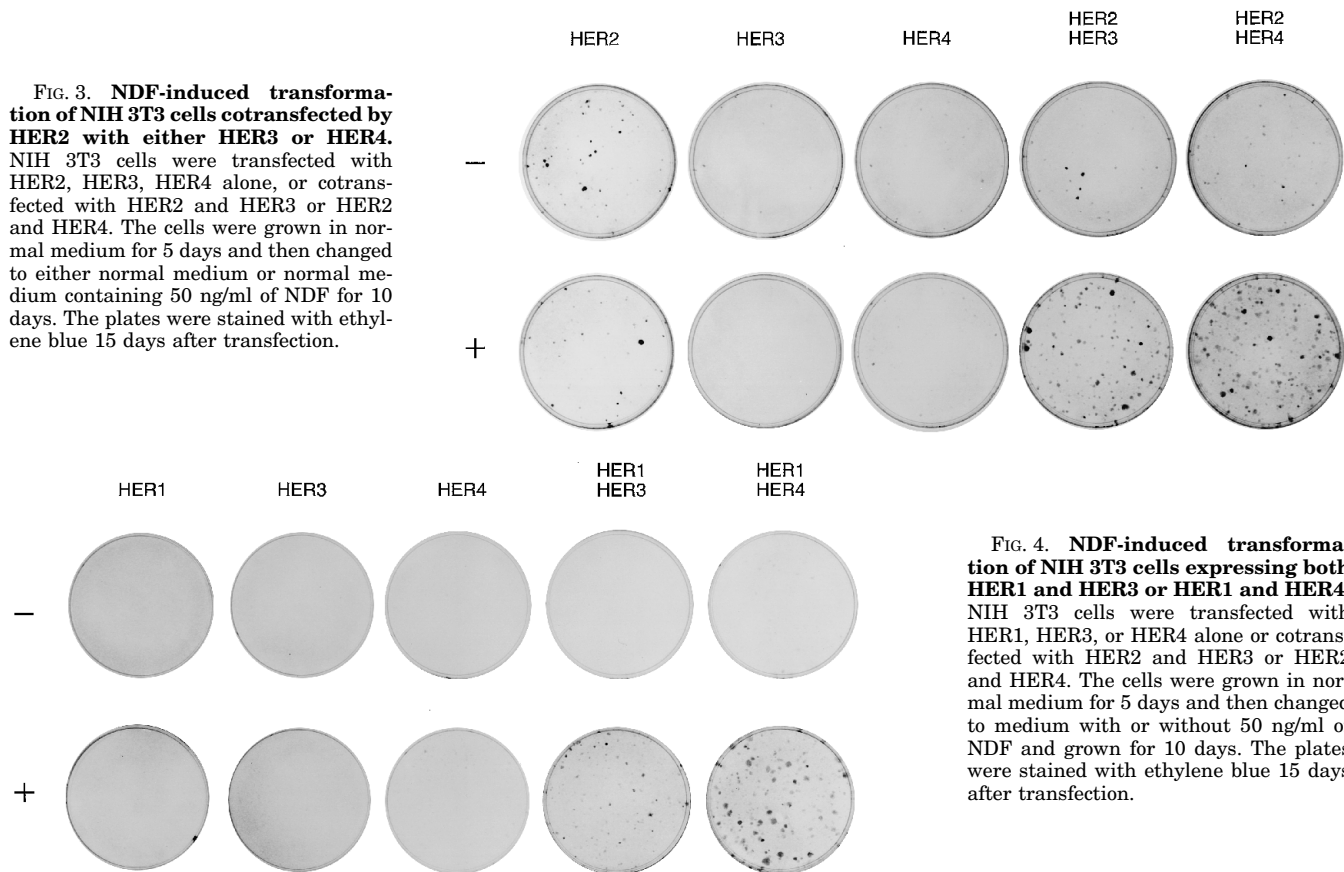 HER2 HER3 HER4 HER2 HER3 HER2 HER4
FIG. 3. NDF-induced transforma-
tion of NIH 3T3 cells cotransfected by
HER2 with either HER3 or HER4.
NIH 3T3 cells were transfected with
HER2, HER3, HER4 alone, or cotrans-
fected with HER2 and HER3 or HER2
and HER4. The cells were grown in nor-
mal medium for 5 days and then changed
to either normal medium or normal me-
dium containing 50 ng/ml of NDF for 10
days. The plates were stained with ethyl-
ene blue 15 days after transfection.
−
+
HER1 HER3 HER4 HER1 HER3 HER1 HER4
−
+
FIG. 4. NDF-induced transforma
tion of NIH 3T3 cells expressing both
HER1 and HER3 or HER1 and HER4
NIH 3T3 cells were transfected with
HER1, HER3, or HER4 alone or cotrans
fected with HER2 and HER3 or HER2
and HER4. The cells were grown in nor
mal medium for 5 days and then changed
to medium with or without 50 ng/ml o
NDF and grown for 10 days. The plates
were stained with ethylene blue 15 days
after transfection.